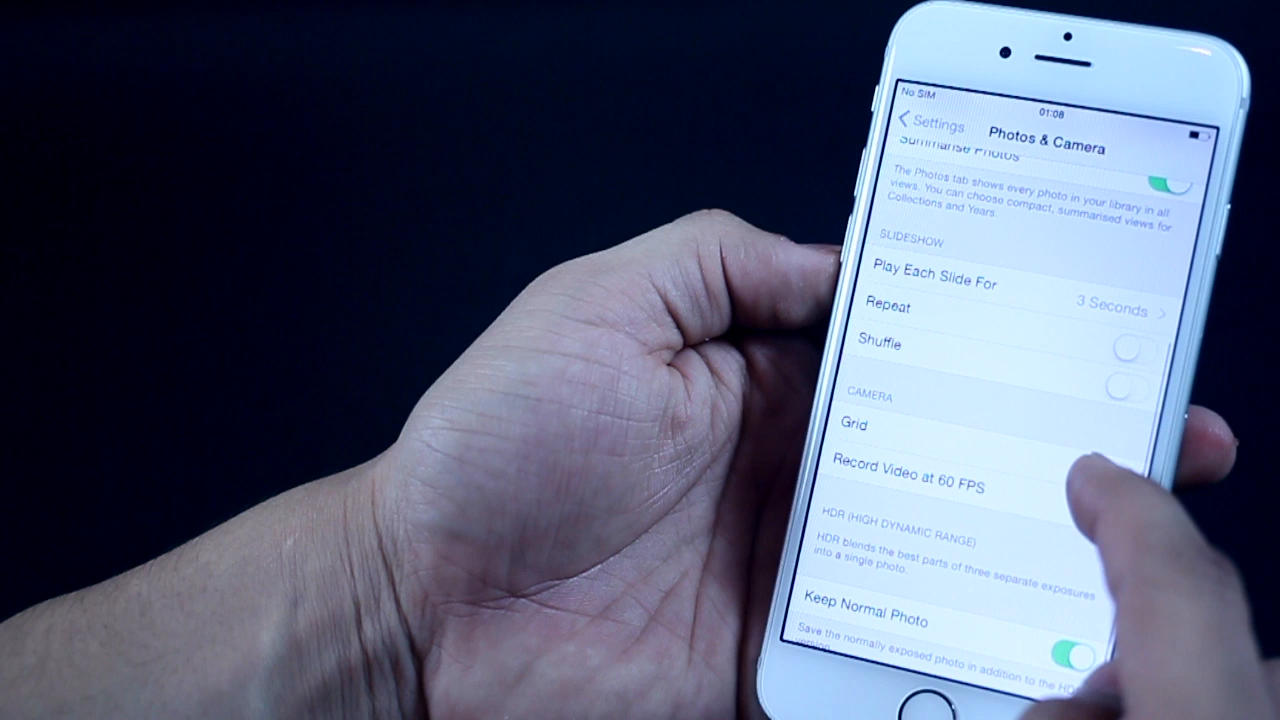 No SIM
01:08
Settings
Photos & Camera
Summarise Photos
The Photos tab shows every photo in your library in all
views. You can choose compact, summarised views for
Collections and Years.
SLIDESHOW
Play Each Slide For
3 Seconds
Repeat
Shuffle
CAMERA
Grid
Record Video at 60 FPS
HDR (HIGH DYNAMIC RANGE)
HDR blends the best parts of three separate exposures
into a single photo.
Keep Normal Photo
Save the normally exposed photo in addition to the HDR
version.